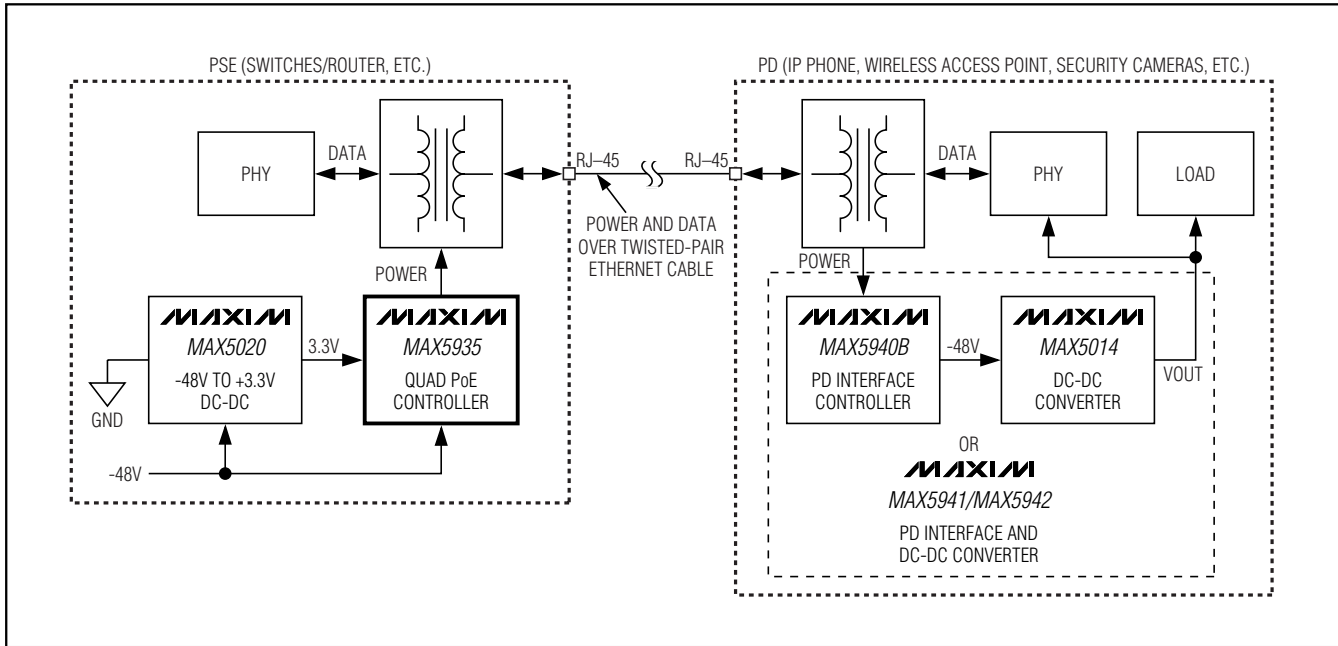 PSE (SWITCHES/ROUTER, ETC.)
PHY
DATA
RJ–45
POWER
MAXIM
MAX5020
-48V TO +3.3V
DC-DC
GND
3.3V
MAXIM
MAX5935
QUAD PoE
CONTROLLER
-48V
POWER AND DATA
OVER TWISTED-PAIR
ETHERNET CABLE
PD (IP PHONE, WIRELESS ACCESS POINT, SECURITY CAMERAS, ETC.)
RJ–45
DATA
PHY
LOAD
POWER
MAXIM
MAX5940B
PD INTERFACE
CONTROLLER
-48V
MAXIM
MAX5014
DC-DC
CONVERTER
VOUT
OR
MAXIM
MAX5941/MAX5942
PD INTERFACE AND
DC-DC CONVERTER